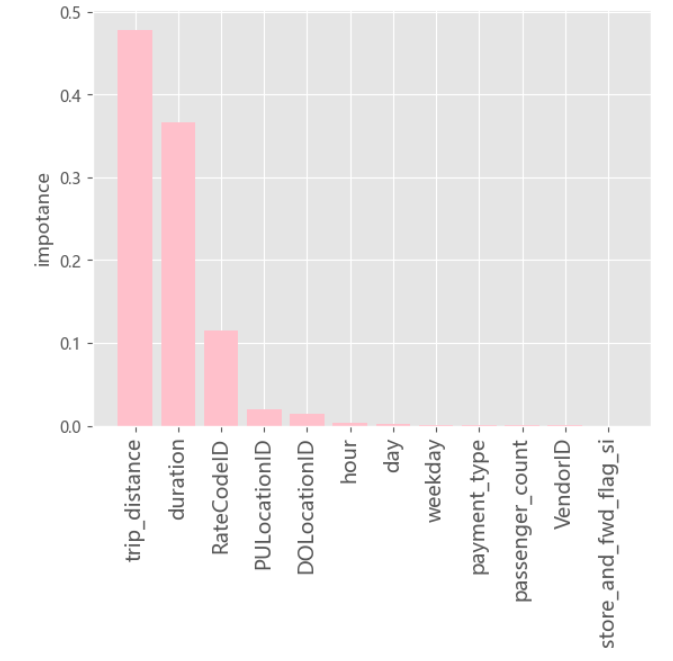 0.5
0.4
0.3
0.2
0.1
0.0
impotance
trip_distance
duration
RateCodeID
PULocationID
DOLocationID
hour
day
weekday
payment_type
passenger_count
VendorID
store_and_fwd_flag_si